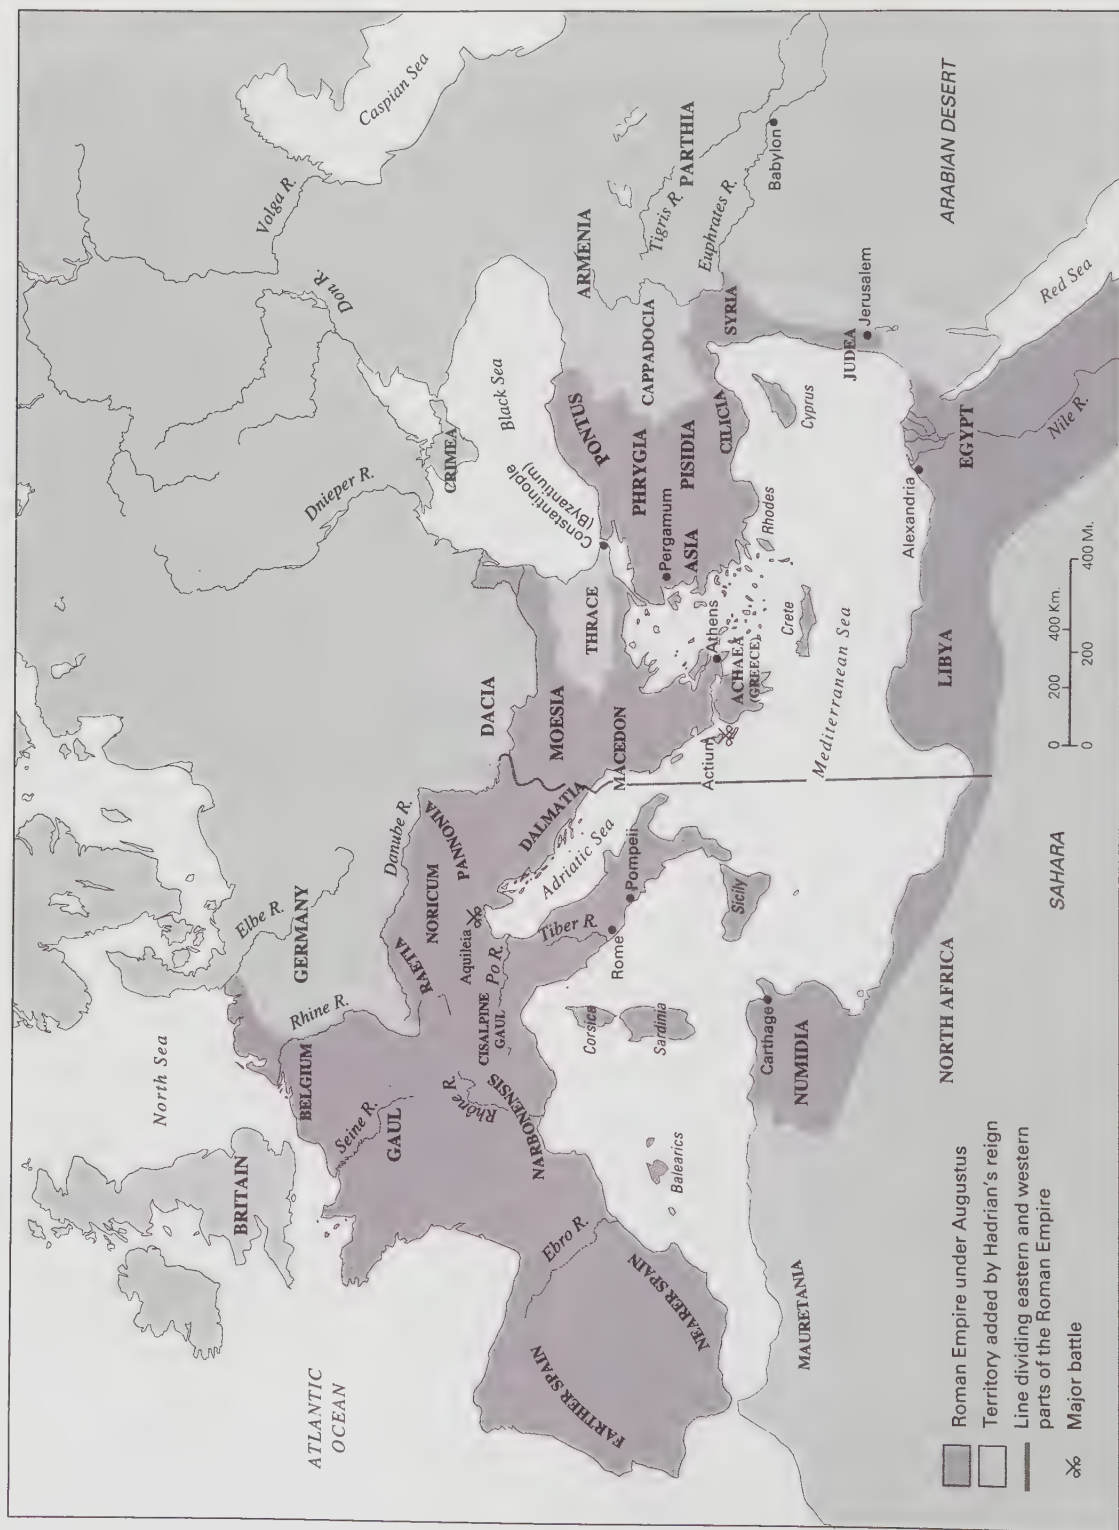 ATLANTIC
OCEAN
North Sea
BRITAIN
BELGIUM
Seine R.
GAUL
Rhine R.
GERMANY
Elbe R.
Danube R.
RAETIA
NORICUM
PANNONIA
DACIA
Dnieper R.
Don R.
Volga R.
Caspian Sea
CRIMEA
Black Sea
FARTHER SPAIN
NEARER SPAIN
Ebro R.
NARBONENSIS
Rhône R.
CISALPINE
GAUL
Po R.
Aquileia
Tiber R.
Rome
Pompeii
Adriatic Sea
DALMATIA
MOESIA
MACEDON
THRACE
Constantinople
(Byzantium)
PONTUS
PHRYGIA
Pergamum
ASIA
PISIDIA
CAPPADOCIA
ARMENIA
CILICIA
SYRIA
Tigris R.
PARTHIA
Euphrates R.
Babylon
Balearics
Corsica
Sardinia
Sicily
Actium
Athens
ACHAEA
(GREECE)
Crete
Rhodes
Cyprus
JUDEA
Jerusalem
ARABIAN DESERT
Red Sea
Mediterranean Sea
MAURETANIA
NUMIDIA
Carthage
NORTH AFRICA
SAHARA
LIBYA
Alexandria
EGYPT
Nile R.
Roman Empire under Augustus
Territory added by Hadrian's reign
Line dividing eastern and western
parts of the Roman Empire
Major battle
0 200 400 Km.
0 200 400 Mi.